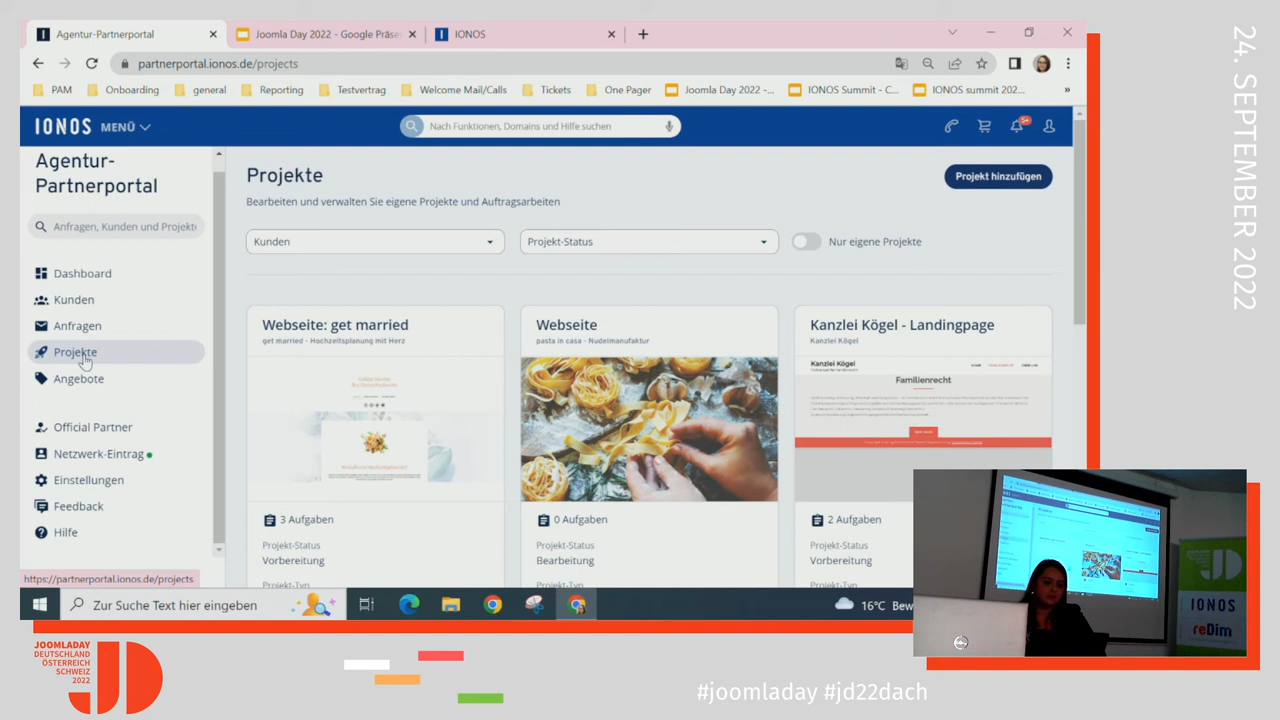 Agentur-Partnerportal
Joomla Day 2022 - Google Präse
IONOS
partnerportal.ionos.de/projects
PAM
Onboarding
general
Reporting
Testvertrag
Welcome Mail/Calls
Tickets
One Pager
Joomla Day 2022 -...
IONOS Summit - C...
IONOS summit 202...
»
IONOS
MENÜ
Nach Funktionen, Domains und Hilfe suchen
5+
Agentur-
Partnerportal
Anfragen, Kunden und Projekte
Dashboard
Kunden
Anfragen
Projekte
Angebote
Official Partner
Netzwerk-Eintrag
Einstellungen
Feedback
Hilfe
https://partnerportal.ionos.de/projects
Projekte
Projekt hinzufügen
Bearbeiten und verwalten Sie eigene Projekte und Auftragsarbeiten
Kunden
Projekt-Status
Nur eigene Projekte
Webseite: get married
get married - Hochzeitsplanung mit Herz
3 Aufgaben
Projekt-Status
Vorbereitung
Projekt-Typ
Webseite
pasta in casa - Nudelmanufaktur
0 Aufgaben
Projekt-Status
Bearbeitung
Projekt-Typ
Kanzlei Kögel - Landingpage
Kanzlei Kögel
Kanzlei Kögel
Familienrecht
2 Aufgaben
Projekt-Status
Vorbereitung
Zur Suche Text hier eingeben
16°C Bew
24. SEPTEMBER 2022
Projekte
IONOS
reDim
JOOMLADAY
DEUTSCHLAND
ÖSTERREICH
SCHWEIZ
2022
#joomladay #jd22dach